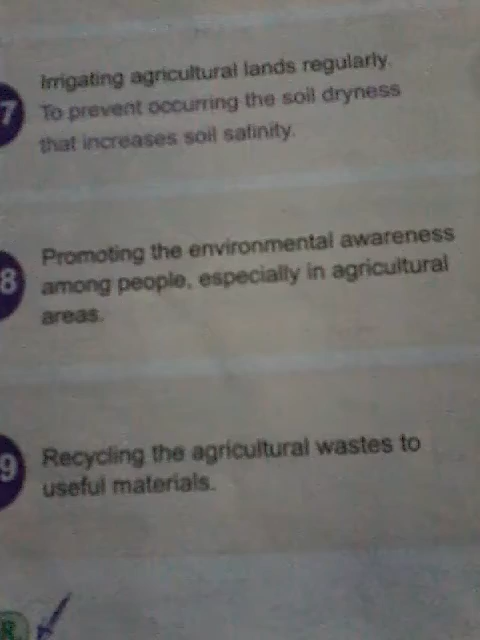 7
Irrigating agricultural lands regularly.
To prevent occurring the soil dryness
that increases soil salinity.
8
Promoting the environmental awareness
among people, especially in agricultural
areas.
9
Recycling the agricultural wastes to
useful materials.